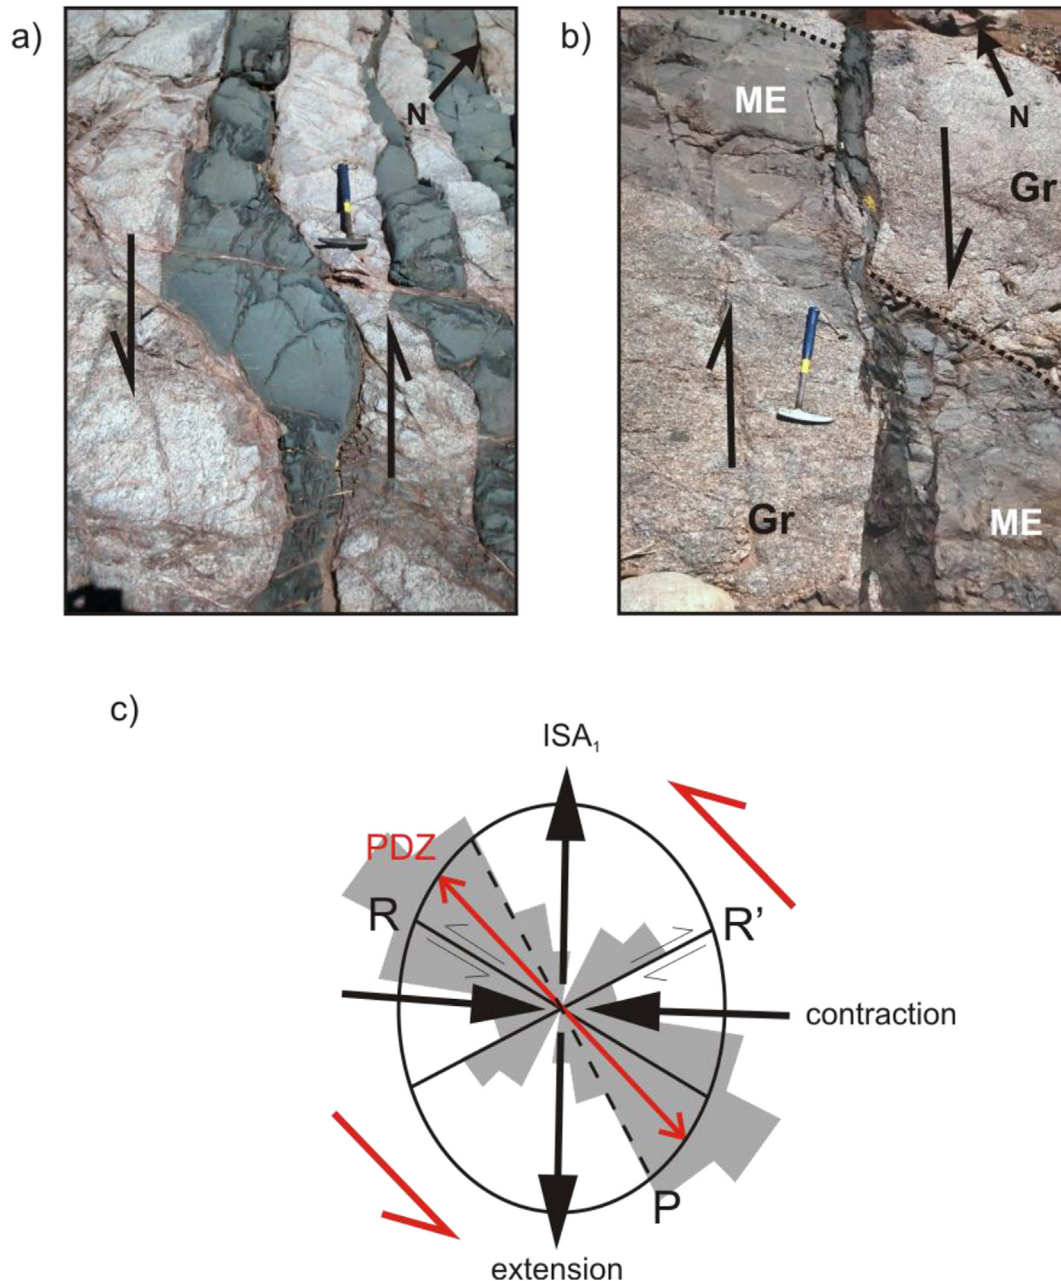 a)
N
b)
ME
N
Gr
Gr
ME
c)
ISA₁
PDZ
R
R’
contraction
P
extension